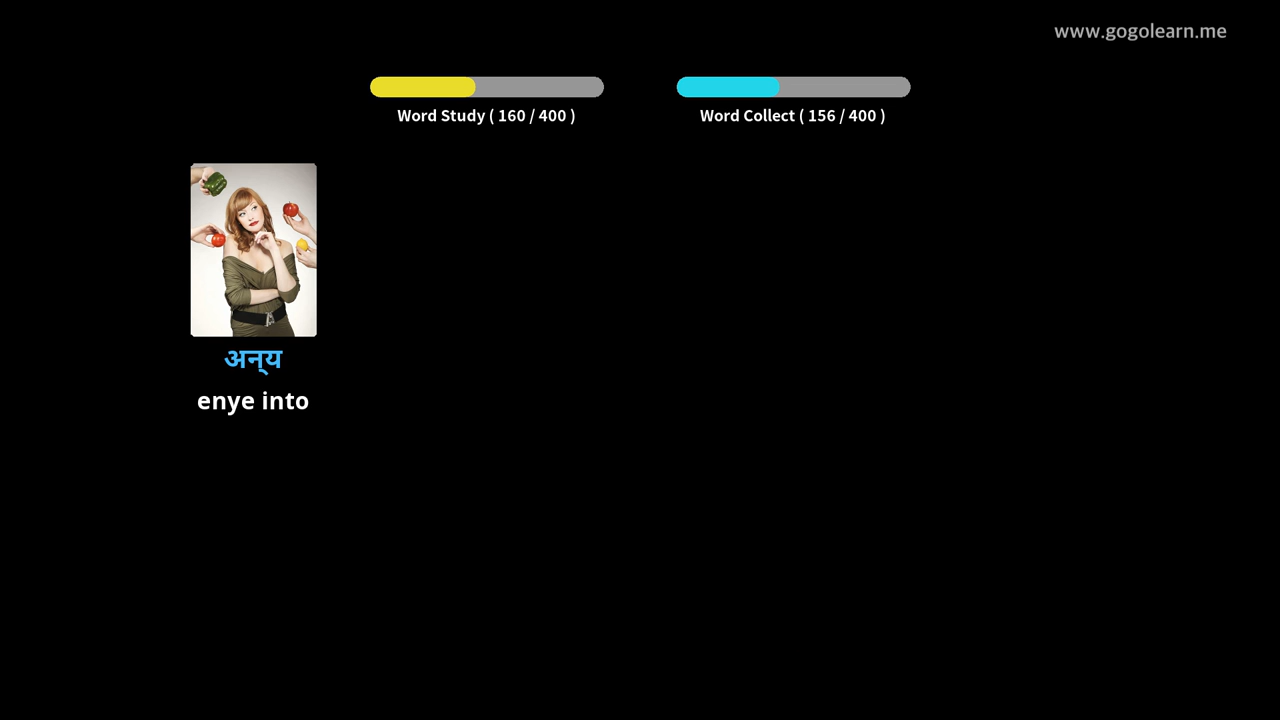 www.gogolearn.me
Word Study ( 160 / 400 )
Word Collect ( 156 / 400 )
अन्‌य
enye into